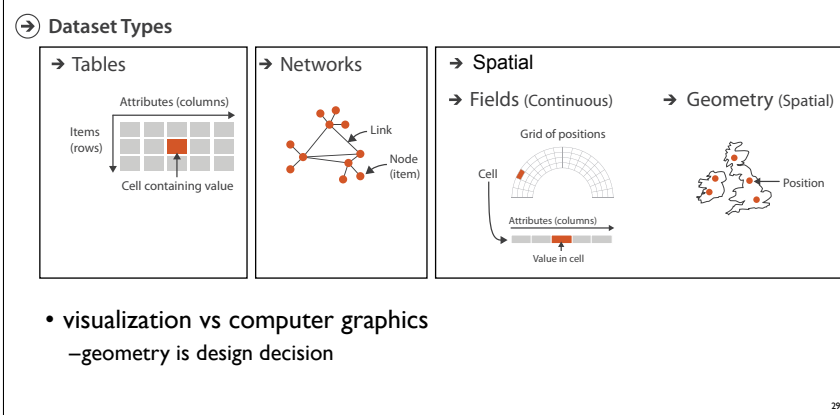 Dataset Types
Tables
Attributes (columns)
Items
(rows)
Cell containing value
Networks
Link
Node
(item)
Spatial
Fields (Continuous)
Grid of positions
Cell
Attributes (columns)
Value in cell
Geometry (Spatial)
Position
• visualization vs computer graphics
–geometry is design decision
29